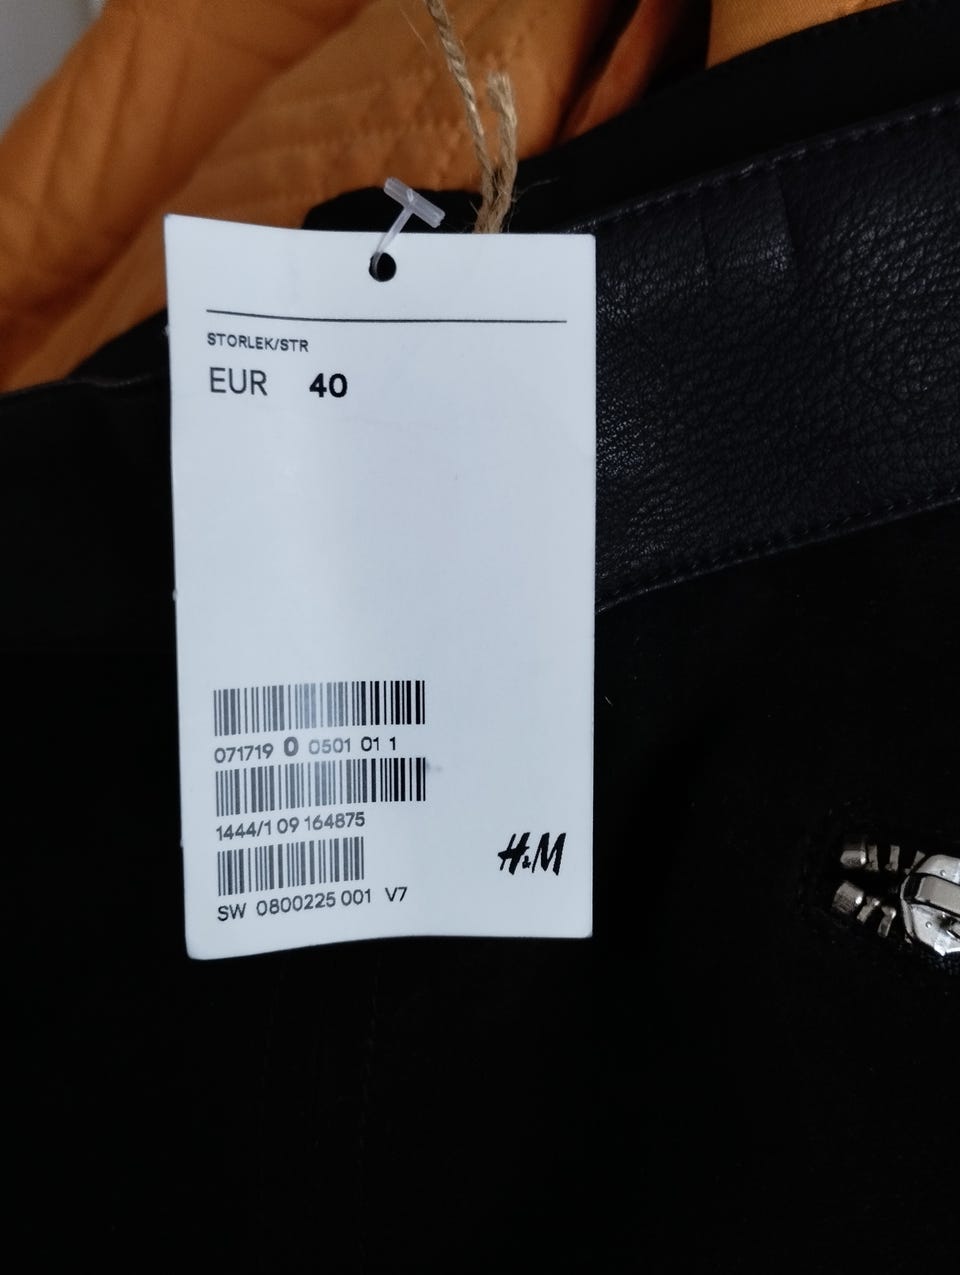 STORLEK/STR
EUR 40
071719 0 0501 01 1
1444/1 09 164875
H&M
SW 0800225 001 V7